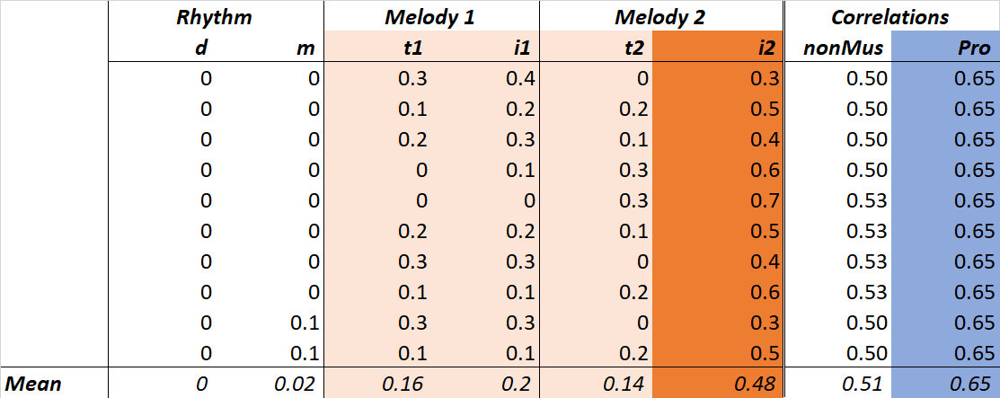 Rhythm Melody 1 Melody 2 Correlations
d m t1 i1 t2 i2 nonMus Pro
0 0 0.3 0.4 0 0.3 0.50 0.65
0 0 0.1 0.2 0.2 0.5 0.50 0.65
0 0 0.2 0.3 0.1 0.4 0.50 0.65
0 0 0 0.1 0.3 0.6 0.50 0.65
0 0 0 0 0.3 0.7 0.53 0.65
0 0 0.2 0.2 0.1 0.5 0.53 0.65
0 0 0.3 0.3 0 0.4 0.53 0.65
0 0 0.1 0.1 0.2 0.6 0.53 0.65
0 0.1 0.3 0.3 0 0.3 0.50 0.65
0 0.1 0.1 0.1 0.2 0.5 0.50 0.65
Mean 0 0.02 0.16 0.2 0.14 0.48 0.51 0.65